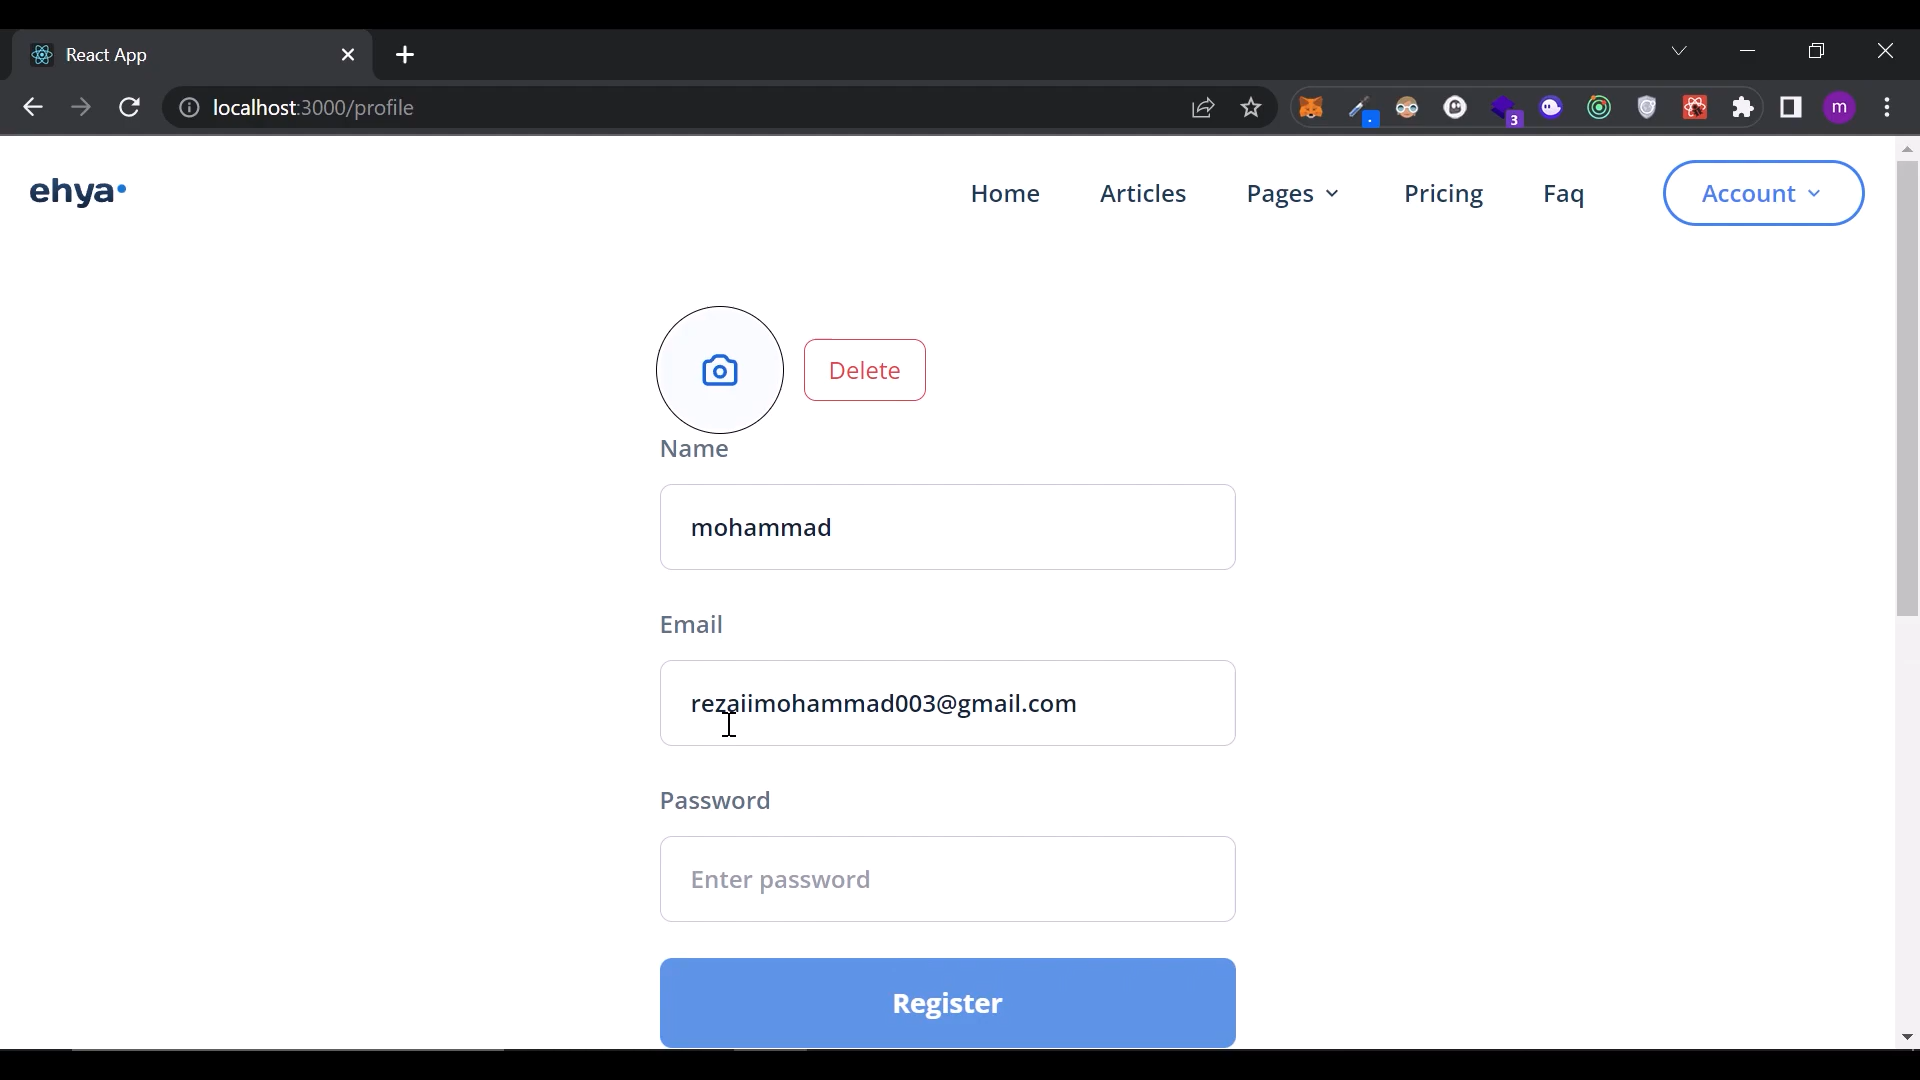 React App
localhost:3000/profile
3
m
ehya
Home
Articles
Pages
Pricing
Faq
Account
Delete
Name
mohammad
Email
rezaiimohammad003@gmail.com
Password
Enter password
Register